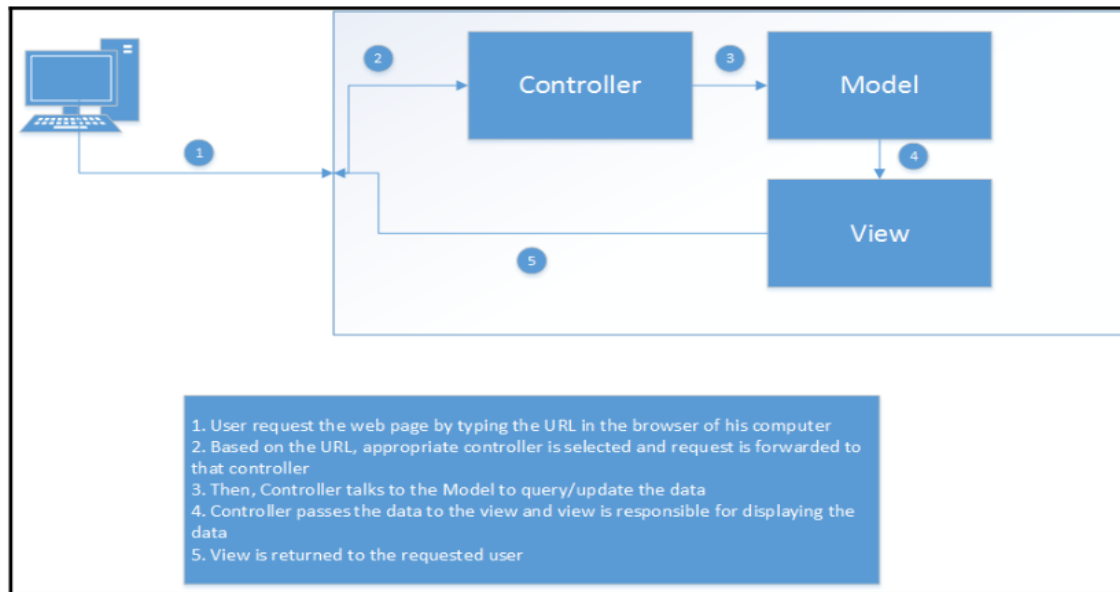 2
Controller
3
Model
1
4
View
5
1. User request the web page by typing the URL in the browser of his computer
2. Based on the URL, appropriate controller is selected and request is forwarded to
that controller
3. Then, Controller talks to the Model to query/update the data
4. Controller passes the data to the view and view is responsible for displaying the
data
5. View is returned to the requested user